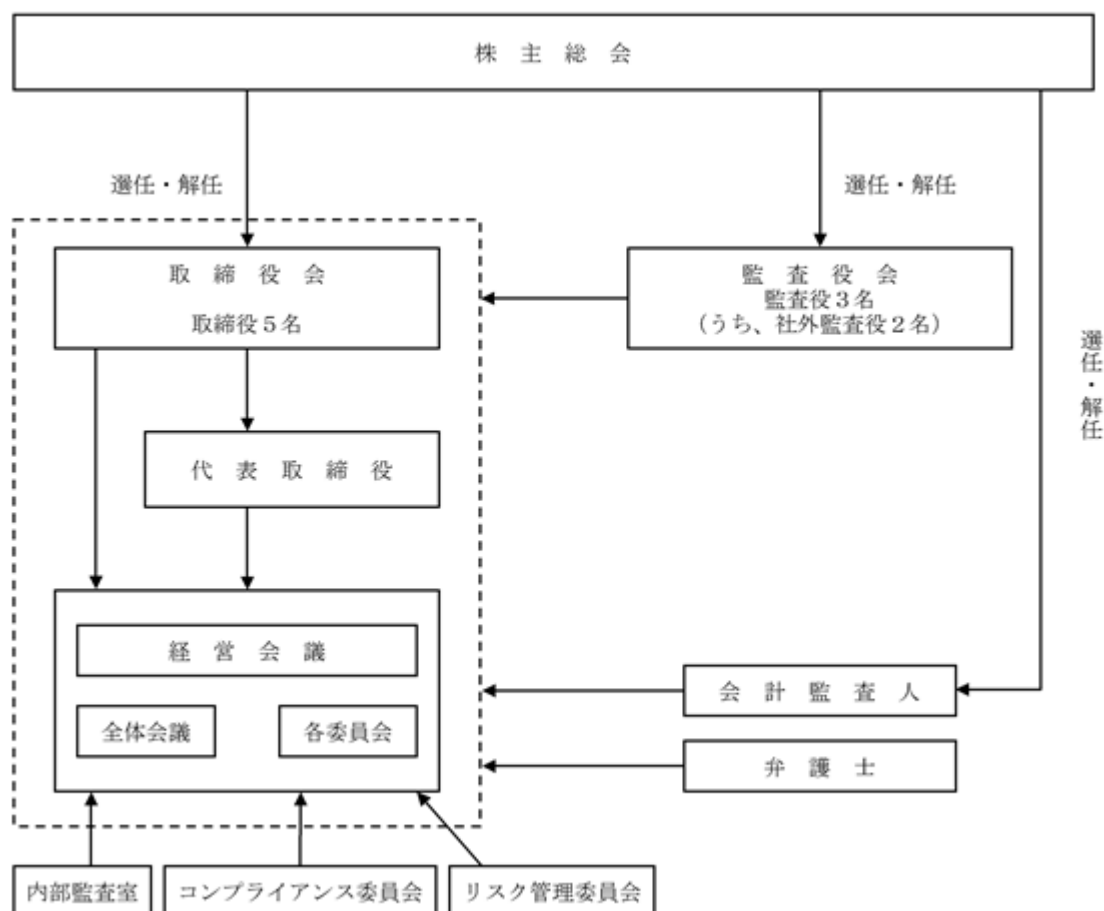 株主総会
選任・解任
選任・解任
取締役会
取締役５名
監査役会
監査役３名
（うち、社外監査役２名）
選任・解任
代表取締役
経営会議
全体会議
各委員会
会計監査人
弁護士
内部監査室
コンプライアンス委員会
リスク管理委員会